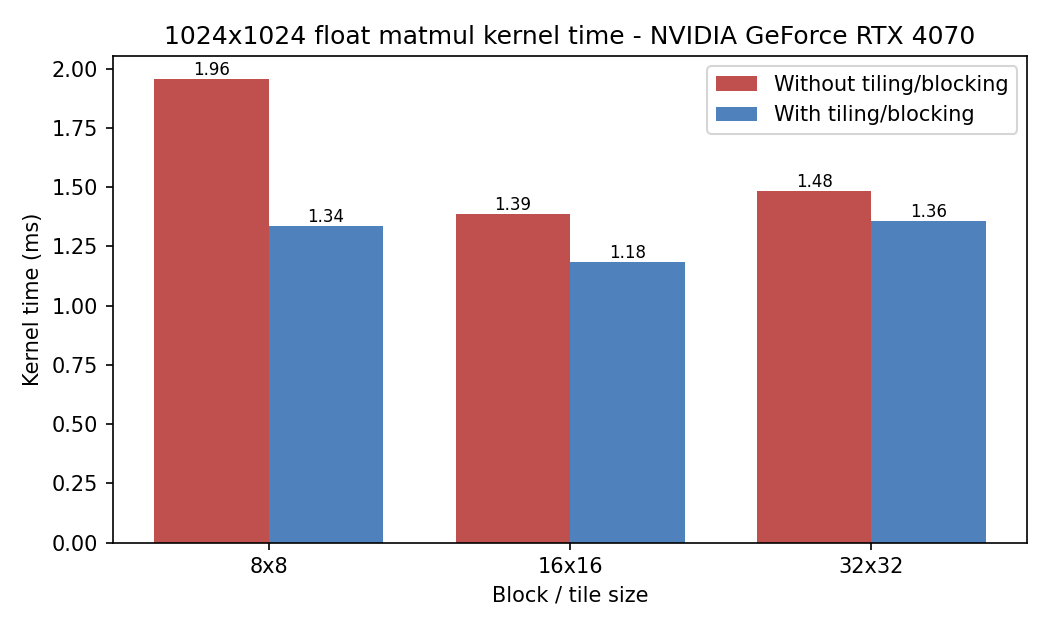 1024x1024 float matmul kernel time - NVIDIA GeForce RTX 4070
Without tiling/blocking
With tiling/blocking
Kernel time (ms)
2.00
1.75
1.50
1.25
1.00
0.75
0.50
0.25
0.00
1.96
1.34
1.39
1.18
1.48
1.36
8x8
16x16
32x32
Block / tile size